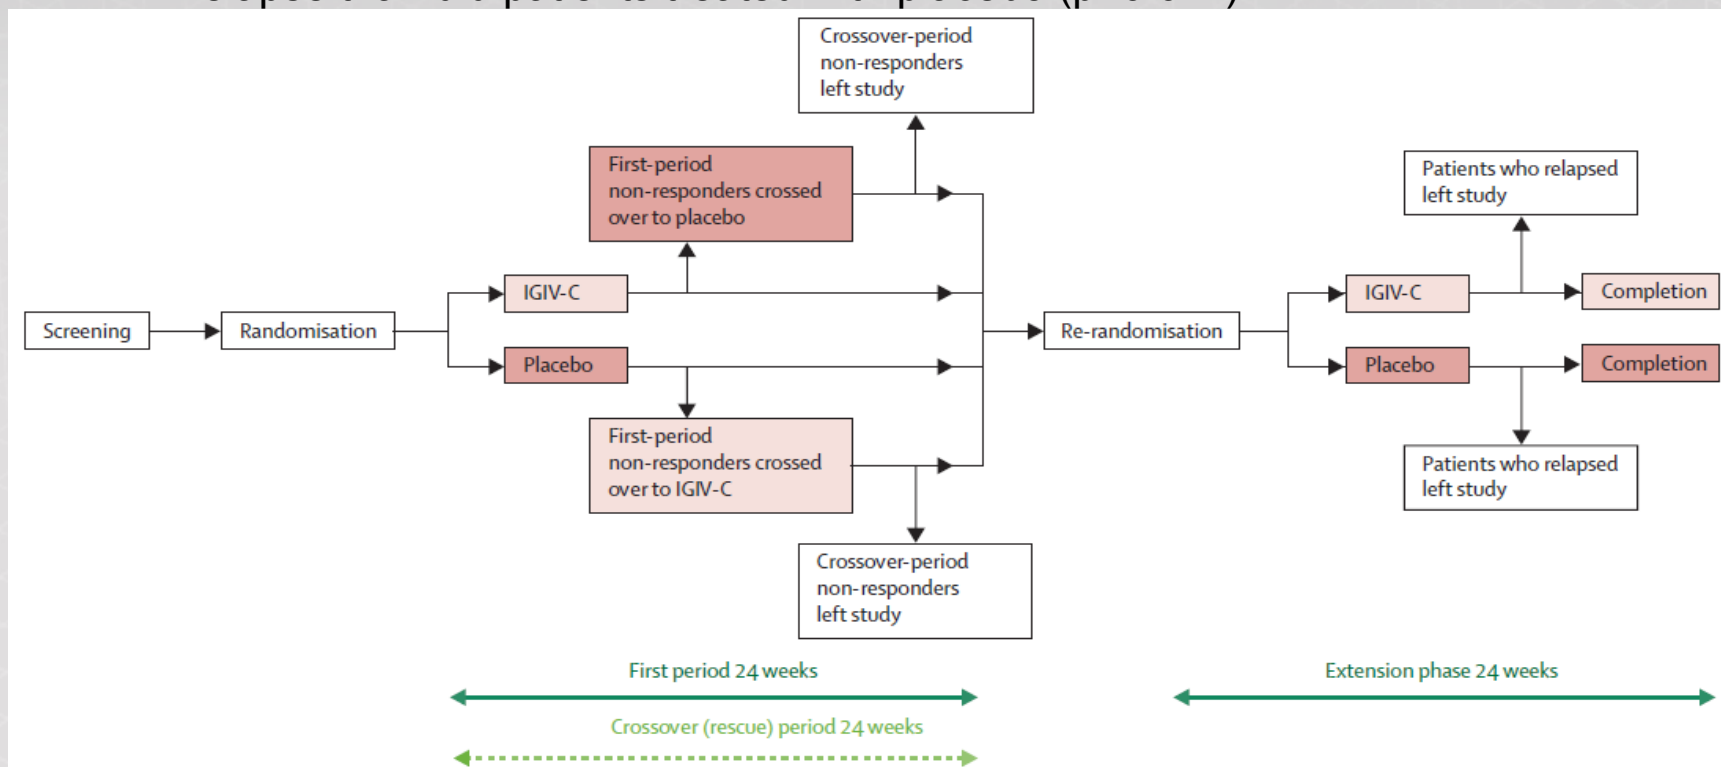 Crossover-period
non-responders
left study
First-period
non-responders crossed
over to placebo
Patients who relapsed
left study
IGIV-C
IGIV-C
Completion
Screening
Randomisation
Re-randomisation
Placebo
Placebo
Completion
First-period
non-responders crossed
over to IGIV-C
Patients who relapsed
left study
Crossover-period
non-responders
left study
First period 24 weeks
Extension phase 24 weeks
Crossover (rescue) period 24 weeks